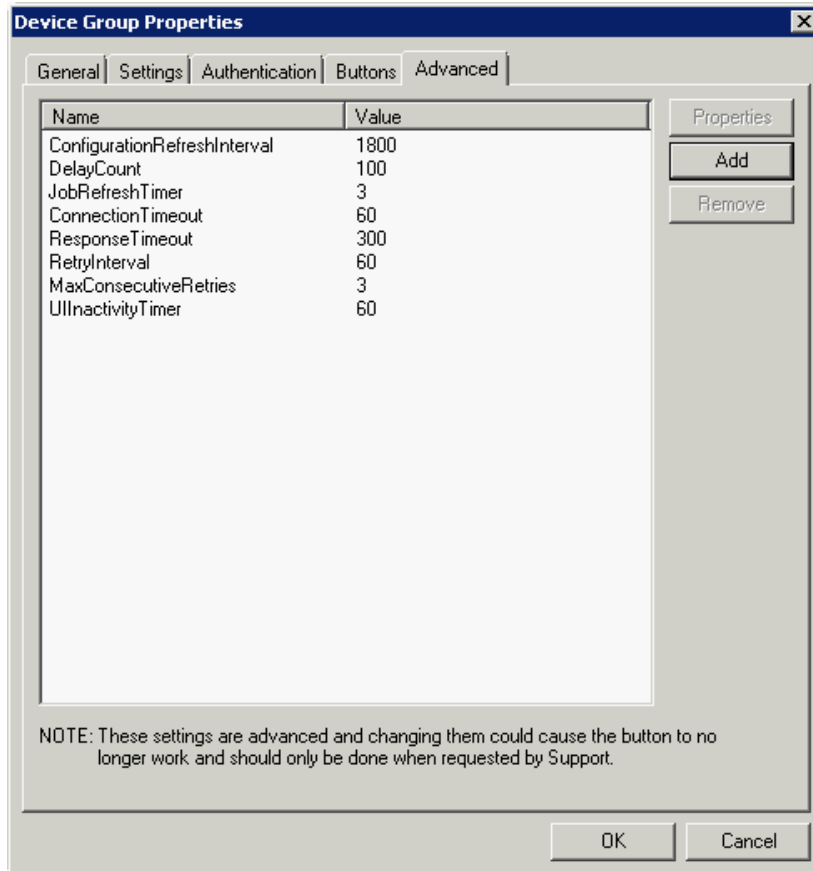 Device Group Properties
General Settings Authentication Buttons Advanced
Name Value
ConfigurationRefreshInterval 1800
DelayCount 100
JobRefreshTimer 3
ConnectionTimeout 60
ResponseTimeout 300
RetryInterval 60
MaxConsecutiveRetries 3
UIInactivityTimer 60
Properties
Add
Remove
NOTE: These settings are advanced and changing them could cause the button to no
longer work and should only be done when requested by Support.
OK Cancel